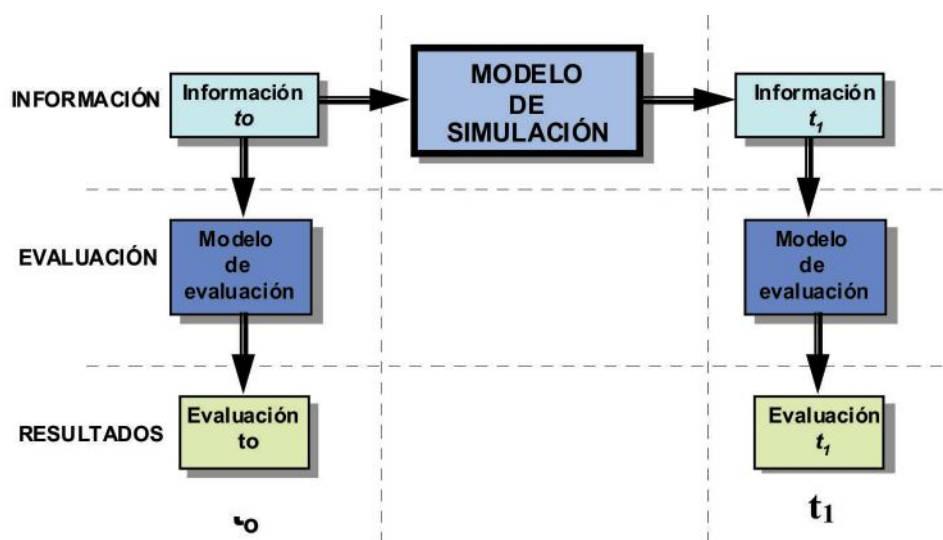 INFORMACIÓN
Información
to
MODELO
DE
SIMULACIÓN
Información
t1
EVALUACIÓN
Modelo
de
evaluación
Modelo
de
evaluación
RESULTADOS
Evaluación
to
Evaluación
t1
t1